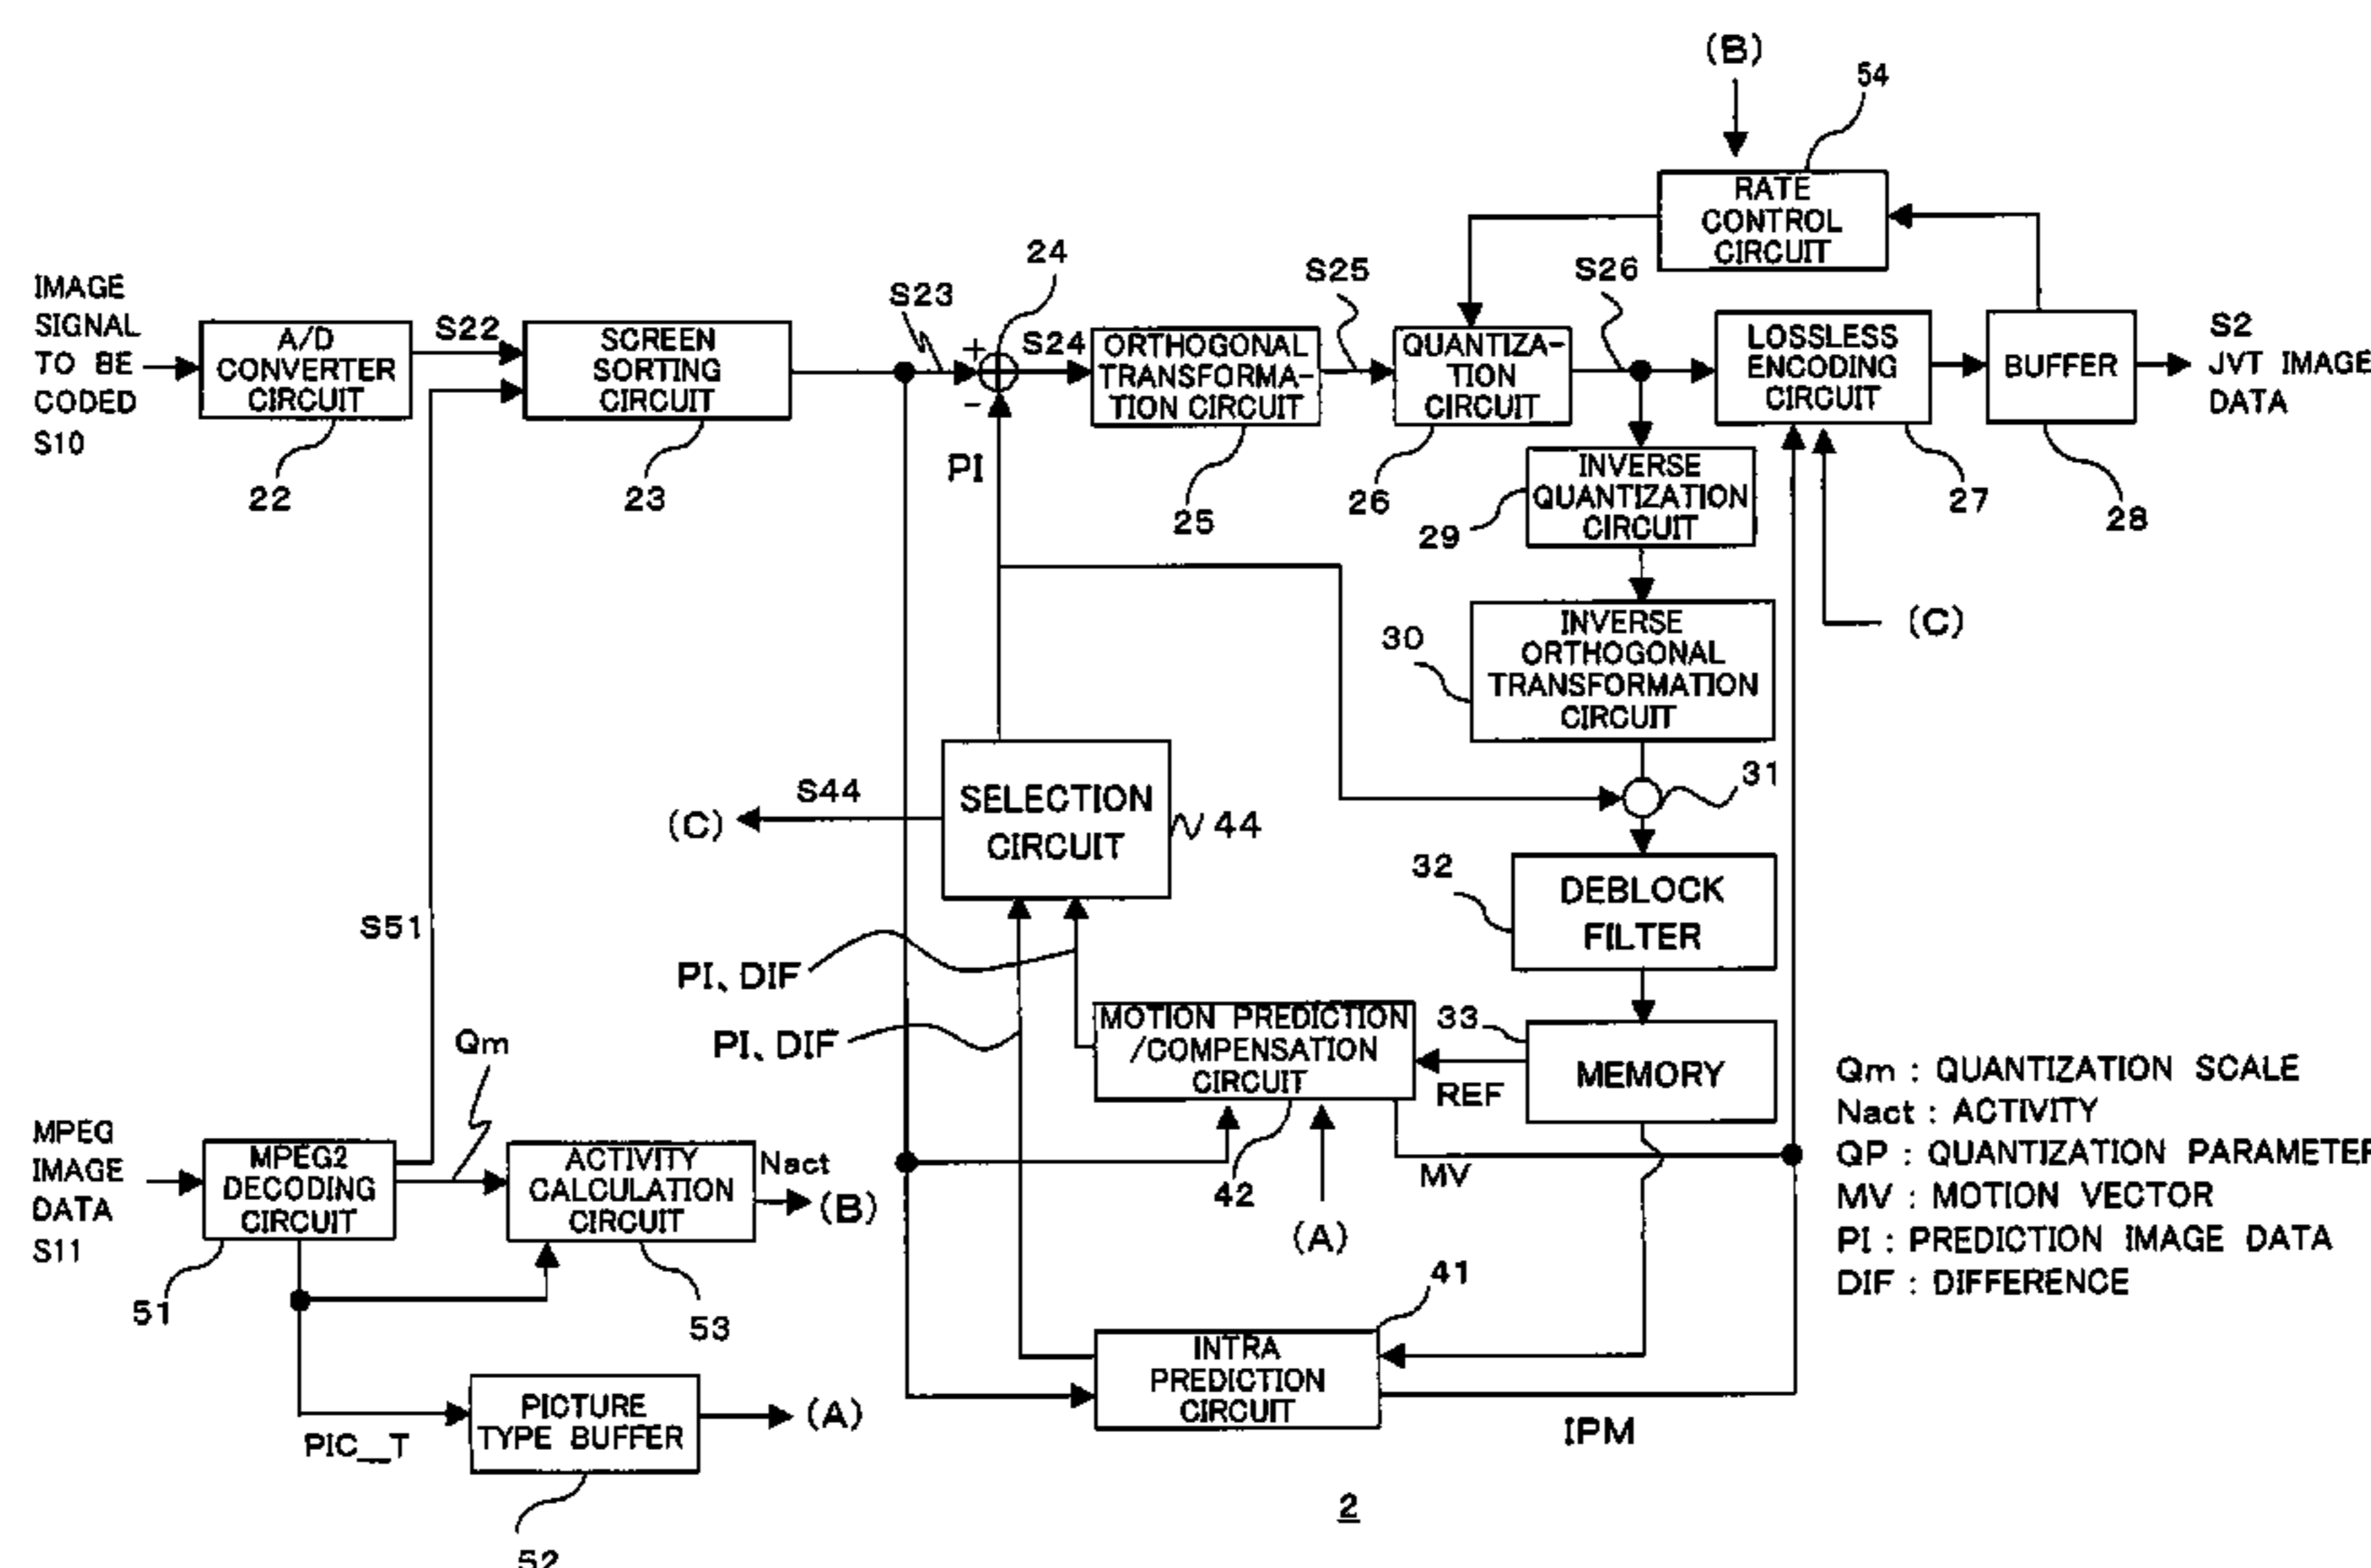 (B)
54
RATE
CONTROL
CIRCUIT
24
S25
S26
S23
IMAGE
SIGNAL
TO BE
CODED
S10
A/D
CONVERTER
CIRCUIT
S22
SCREEN
SORTING
CIRCUIT
+
-
S24
ORTHOGONAL
TRANSFORMA-
TION CIRCUIT
QUANTIZA-
TION
CIRCUIT
LOSSLESS
ENCODING
CIRCUIT
BUFFER
S2
JVT IMAGE
DATA
22
23
PI
25
26
27
28
INVERSE
QUANTIZATION
CIRCUIT
29
INVERSE
ORTHOGONAL
TRANSFORMATION
CIRCUIT
30
(C)
31
S44
(C)
SELECTION
CIRCUIT
44
32
DEBLOCK
FILTER
S51
PI、DIF
PI、DIF
MOTION PREDICTION
/COMPENSATION
CIRCUIT
33
REF
MEMORY
Qm
MPEG
IMAGE
DATA
S11
MPEG2
DECODING
CIRCUIT
ACTIVITY
CALCULATION
CIRCUIT
Nact
(B)
42
(A)
MV
Qm : QUANTIZATION SCALE
Nact : ACTIVITY
QP : QUANTIZATION PARAMETER
MV : MOTION VECTOR
PI : PREDICTION IMAGE DATA
DIF : DIFFERENCE
51
53
41
INTRA
PREDICTION
CIRCUIT
IPM
PIC__T
PICTURE
TYPE BUFFER
(A)
52
2